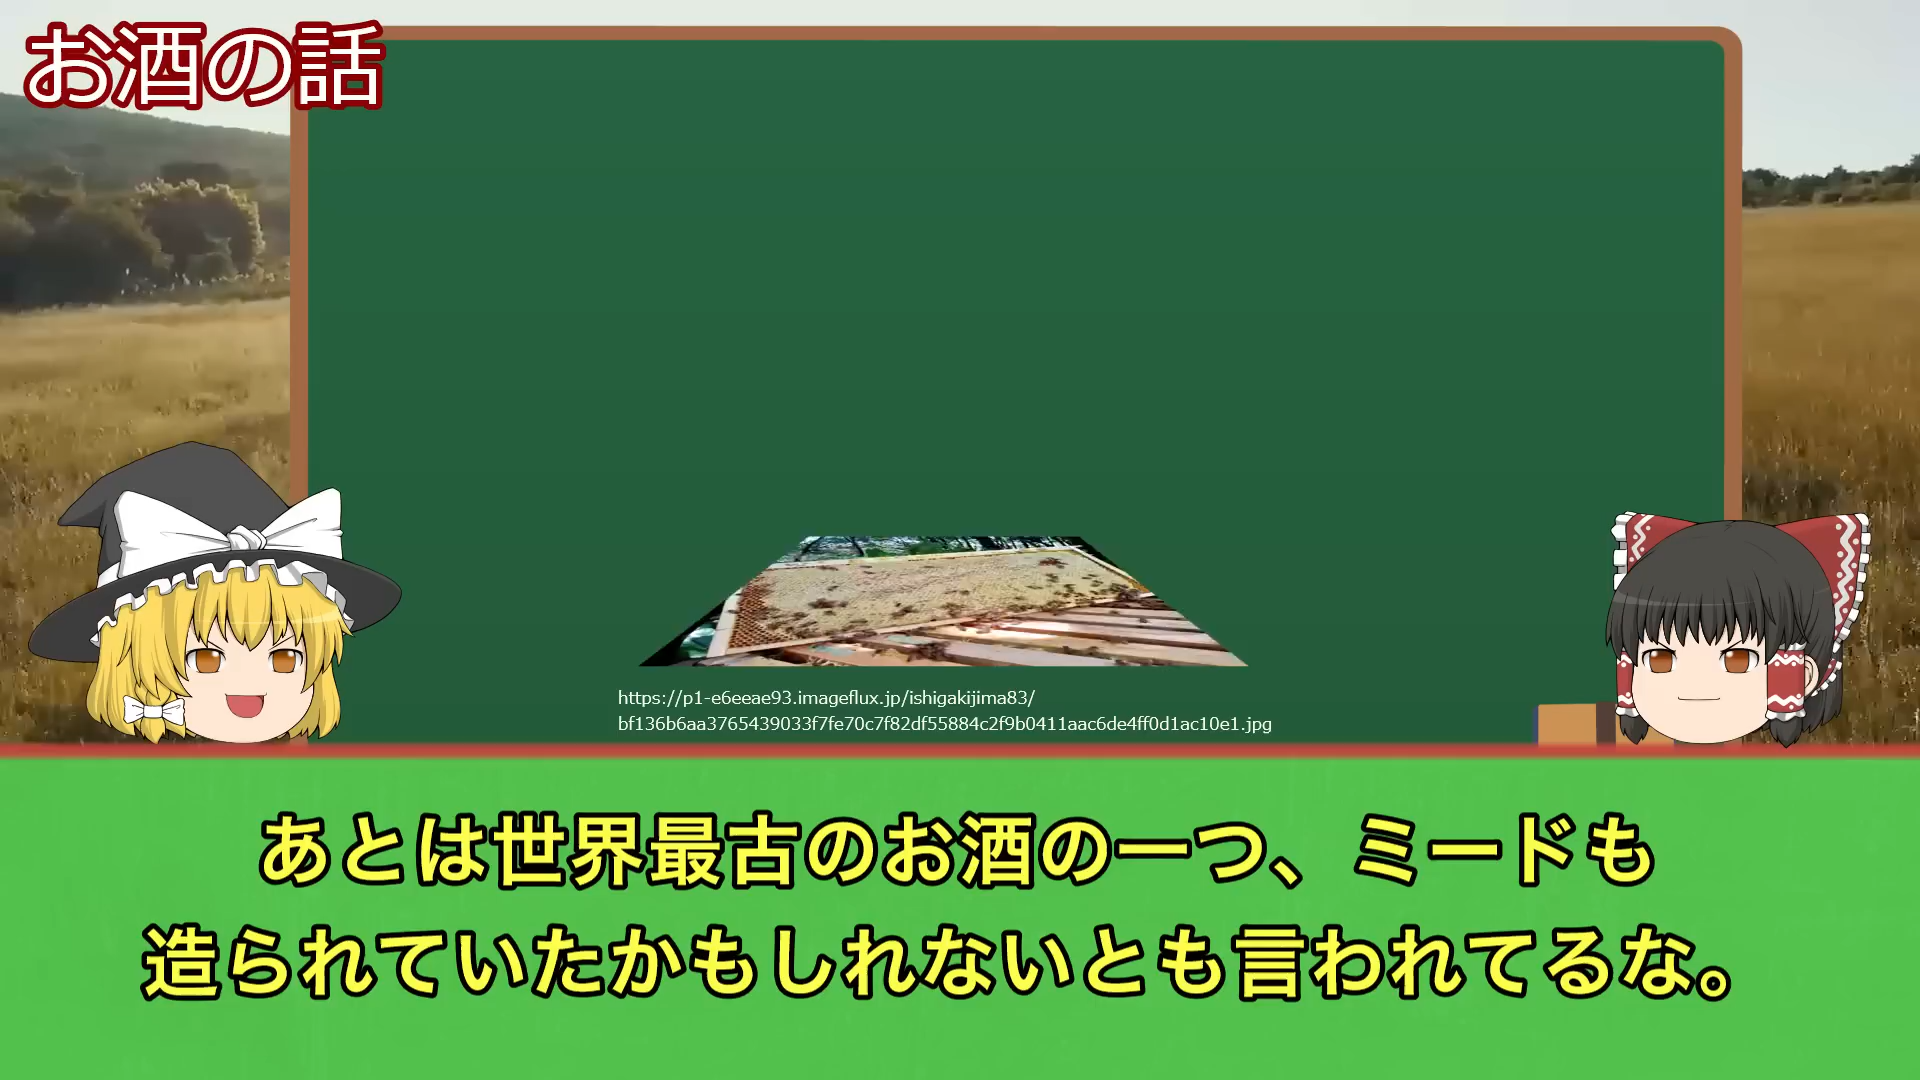 お酒の話
https://p1-e6eeae93.imageflux.jp/ishigakijima83/
bf136b6aa3765439033f7fe70c7f82df55884c2f9b0411aac6de4ff0d1ac10e1.jpg
あとは世界最古のお酒の一つ、ミードも
造られていたかもしれないとも言われてるな。